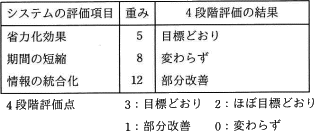 システムの評価項目 重み 4段階評価の結果
省力化効果 5 目標どおり
期間の短縮 8 変わらず
情報の統合化 12 部分改善
4段階評価点 3:目標どおり 2:ほぼ目標どおり
1:部分改善 0:変わらず